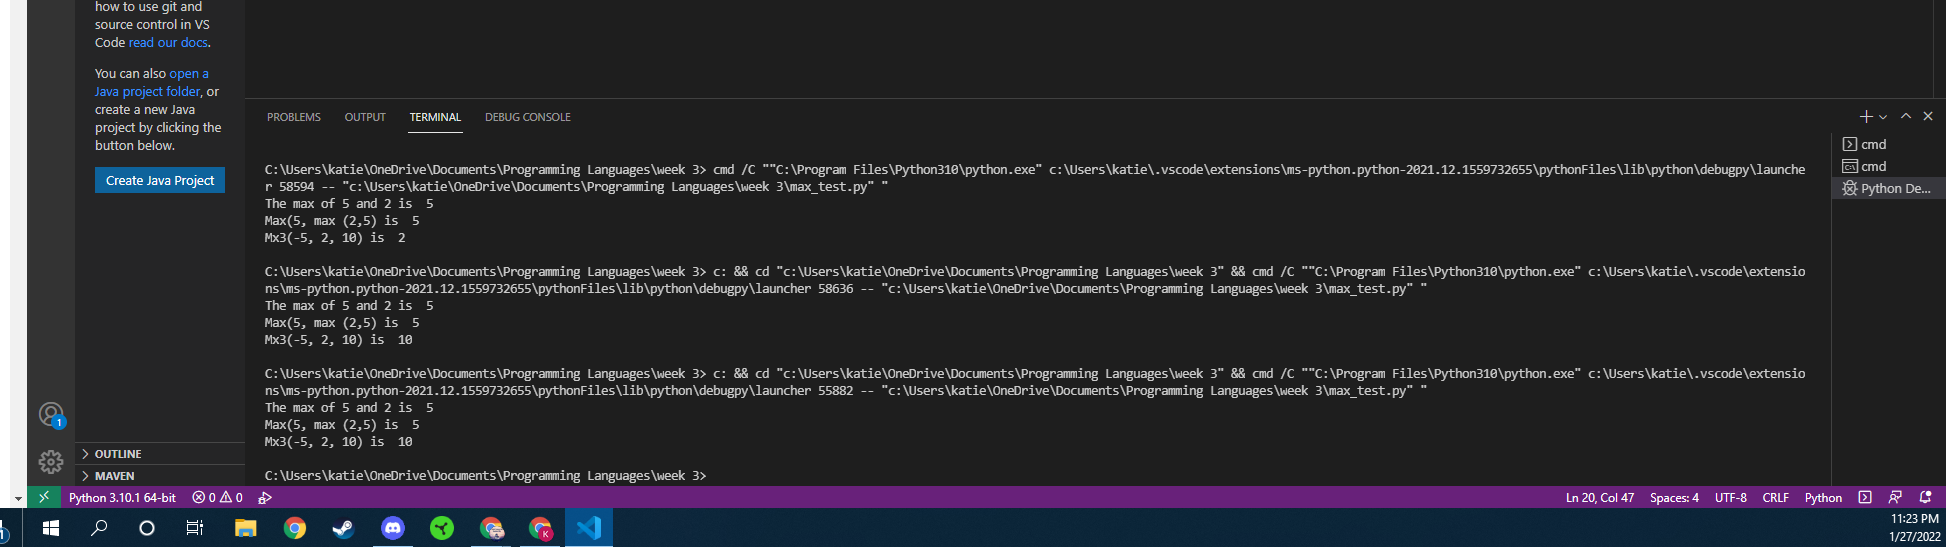 how to use git and
source control in VS
Code read our docs.
You can also open a
Java project folder, or
create a new Java
project by clicking the
button below.
Create Java Project
1
OUTLINE
MAVEN
PROBLEMS OUTPUT TERMINAL DEBUG CONSOLE
C:\Users\katie\OneDrive\Documents\Programming Languages\week 3> cmd /C ""C:\Program Files\Python310\python.exe" c:\Users\katie\.vscode\extensions\ms-python.python-2021.12.1559732655\pythonFiles\lib\python\debugpy\launche
r 58594 -- "c:\Users\katie\OneDrive\Documents\Programming Languages\week 3\max_test.py" "
The max of 5 and 2 is  5
Max(5, max (2,5) is  5
Mx3(-5, 2, 10) is  2
C:\Users\katie\OneDrive\Documents\Programming Languages\week 3> c: && cd "c:\Users\katie\OneDrive\Documents\Programming Languages\week 3" && cmd /C ""C:\Program Files\Python310\python.exe" c:\Users\katie\.vscode\extensio
ns\ms-python.python-2021.12.1559732655\pythonFiles\lib\python\debugpy\launcher 58636 -- "c:\Users\katie\OneDrive\Documents\Programming Languages\week 3\max_test.py" "
The max of 5 and 2 is  5
Max(5, max (2,5) is  5
Mx3(-5, 2, 10) is  10
C:\Users\katie\OneDrive\Documents\Programming Languages\week 3> c: && cd "c:\Users\katie\OneDrive\Documents\Programming Languages\week 3" && cmd /C ""C:\Program Files\Python310\python.exe" c:\Users\katie\.vscode\extensio
ns\ms-python.python-2021.12.1559732655\pythonFiles\lib\python\debugpy\launcher 55882 -- "c:\Users\katie\OneDrive\Documents\Programming Languages\week 3\max_test.py" "
The max of 5 and 2 is  5
Max(5, max (2,5) is  5
Mx3(-5, 2, 10) is  10
C:\Users\katie\OneDrive\Documents\Programming Languages\week 3>
cmd
cmd
Python De...
Python 3.10.1 64-bit 0 0 Ln 20, Col 47 Spaces: 4 UTF-8 CRLF Python
K
11:23 PM
1/27/2022